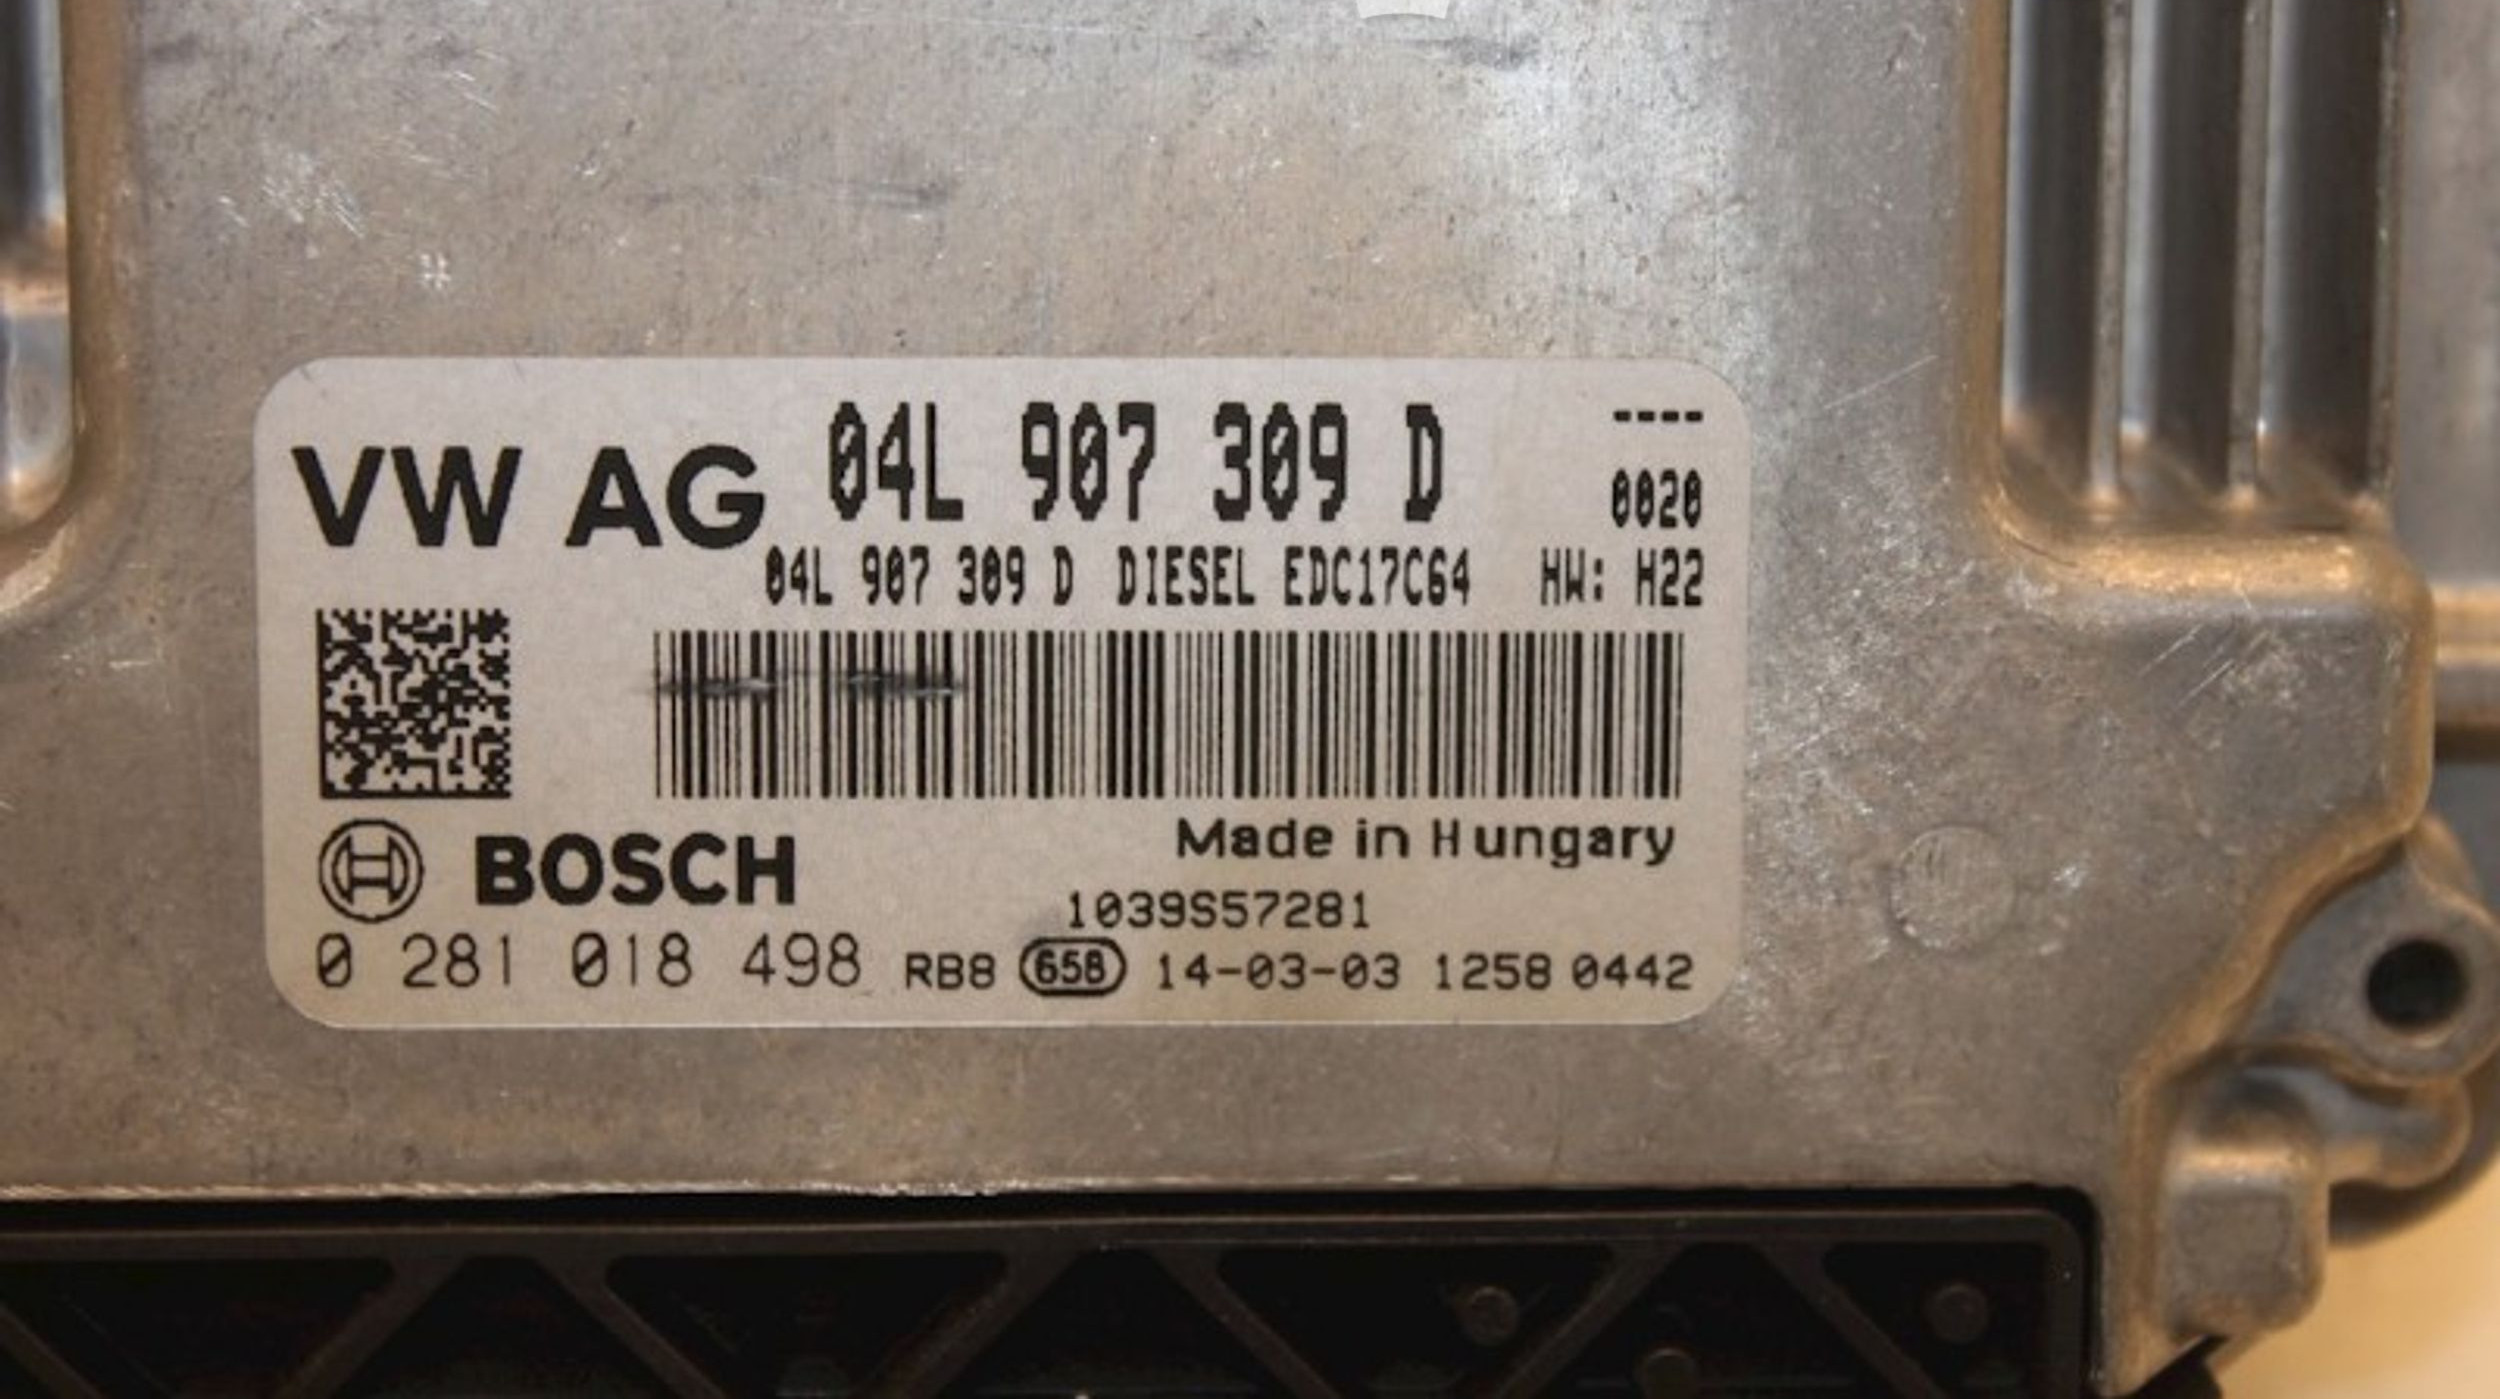 VW AG 04L 907 309 D ----
0020
04L 907 309 D DIESEL EDC17C64 HW: H22
BOSCH Made in Hungary
1039S57281
0 281 018 498 RB8 658 14-03-03 1258 0442